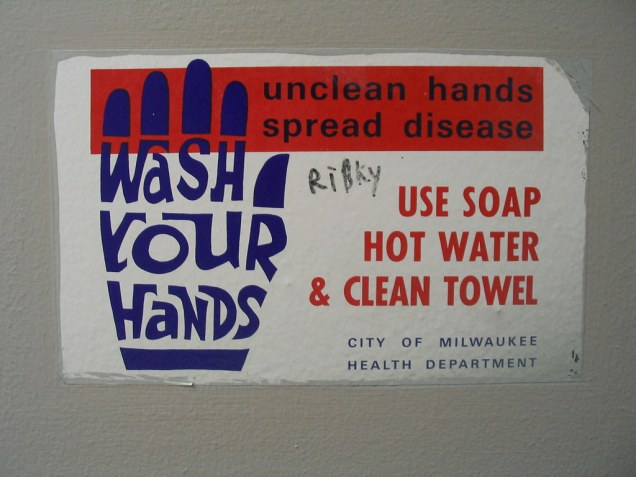 unclean hands
spread disease
WaSH
YOUR
HaNDS
RiBKy
USE SOAP
HOT WATER
& CLEAN TOWEL
CITY OF MILWAUKEE
HEALTH DEPARTMENT